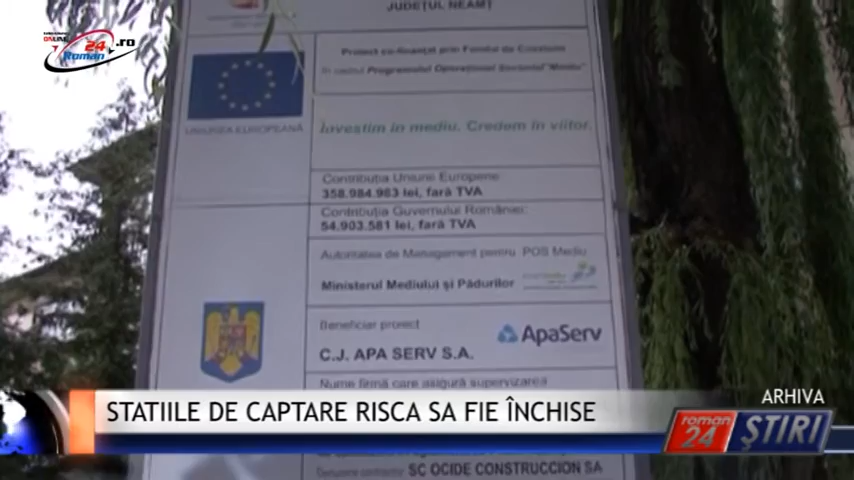 JUDEȚUL NEAMȚ
24
Roman
.ro
Proiect co-finanțat prin Fondul de Coeziune
în cadrul Programului Operațional Sectorial "Mediu"
UNIUNEA EUROPEANĂ
Investim în mediu. Credem în viitor.
Contribuția Uniunii Europene:
358.984.983 lei, fară TVA
Contribuția Guvernului României:
54.903.581 lei, fară TVA
Autoritatea de Management pentru POS Mediu
Ministerul Mediului și Pădurilor
Beneficiar proiect
ApaServ
C.J. APA SERV S.A.
Nume firmă care asigură supervizarea
ARHIVA
STATIILE DE CAPTARE RISCA SA FIE ÎNCHISE
roman
24
ȘTIRI
SC OCIDE CONSTRUCCION SA